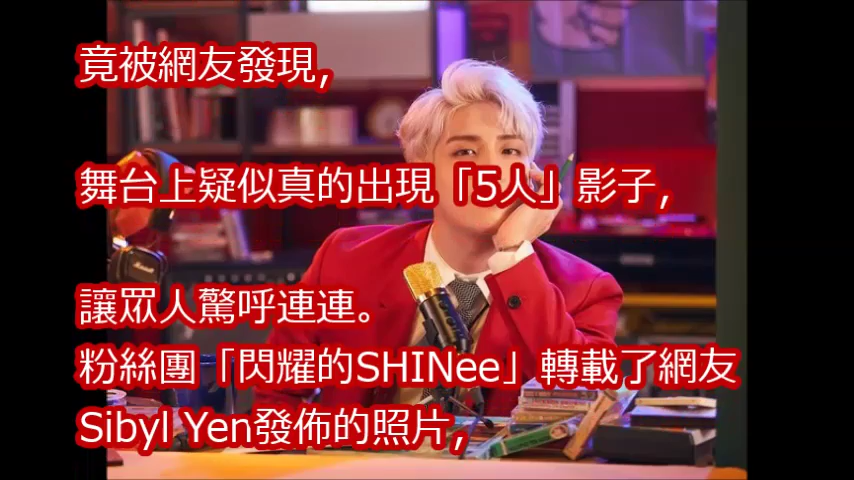 竟被網友發現，
舞台上疑似真的出現「5人」影子，
讓眾人驚呼連連。
粉絲團「閃耀的SHINee」轉載了網友
Sibyl Yen發佈的照片，
Marshall